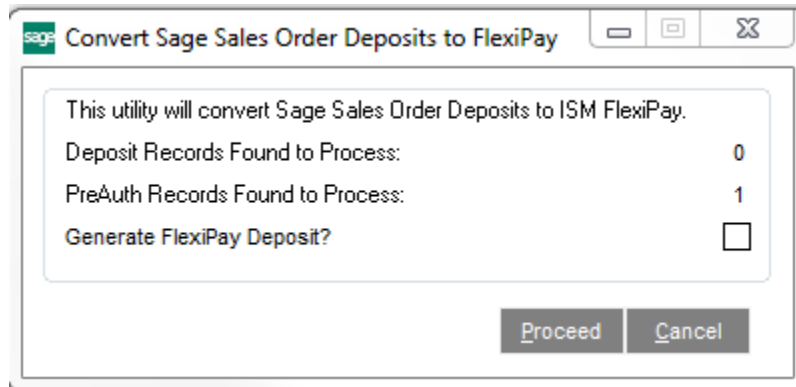 sage Convert Sage Sales Order Deposits to FlexiPay
This utility will convert Sage Sales Order Deposits to ISM FlexiPay.
Deposit Records Found to Process: 0
PreAuth Records Found to Process: 1
Generate FlexiPay Deposit?
Proceed Cancel